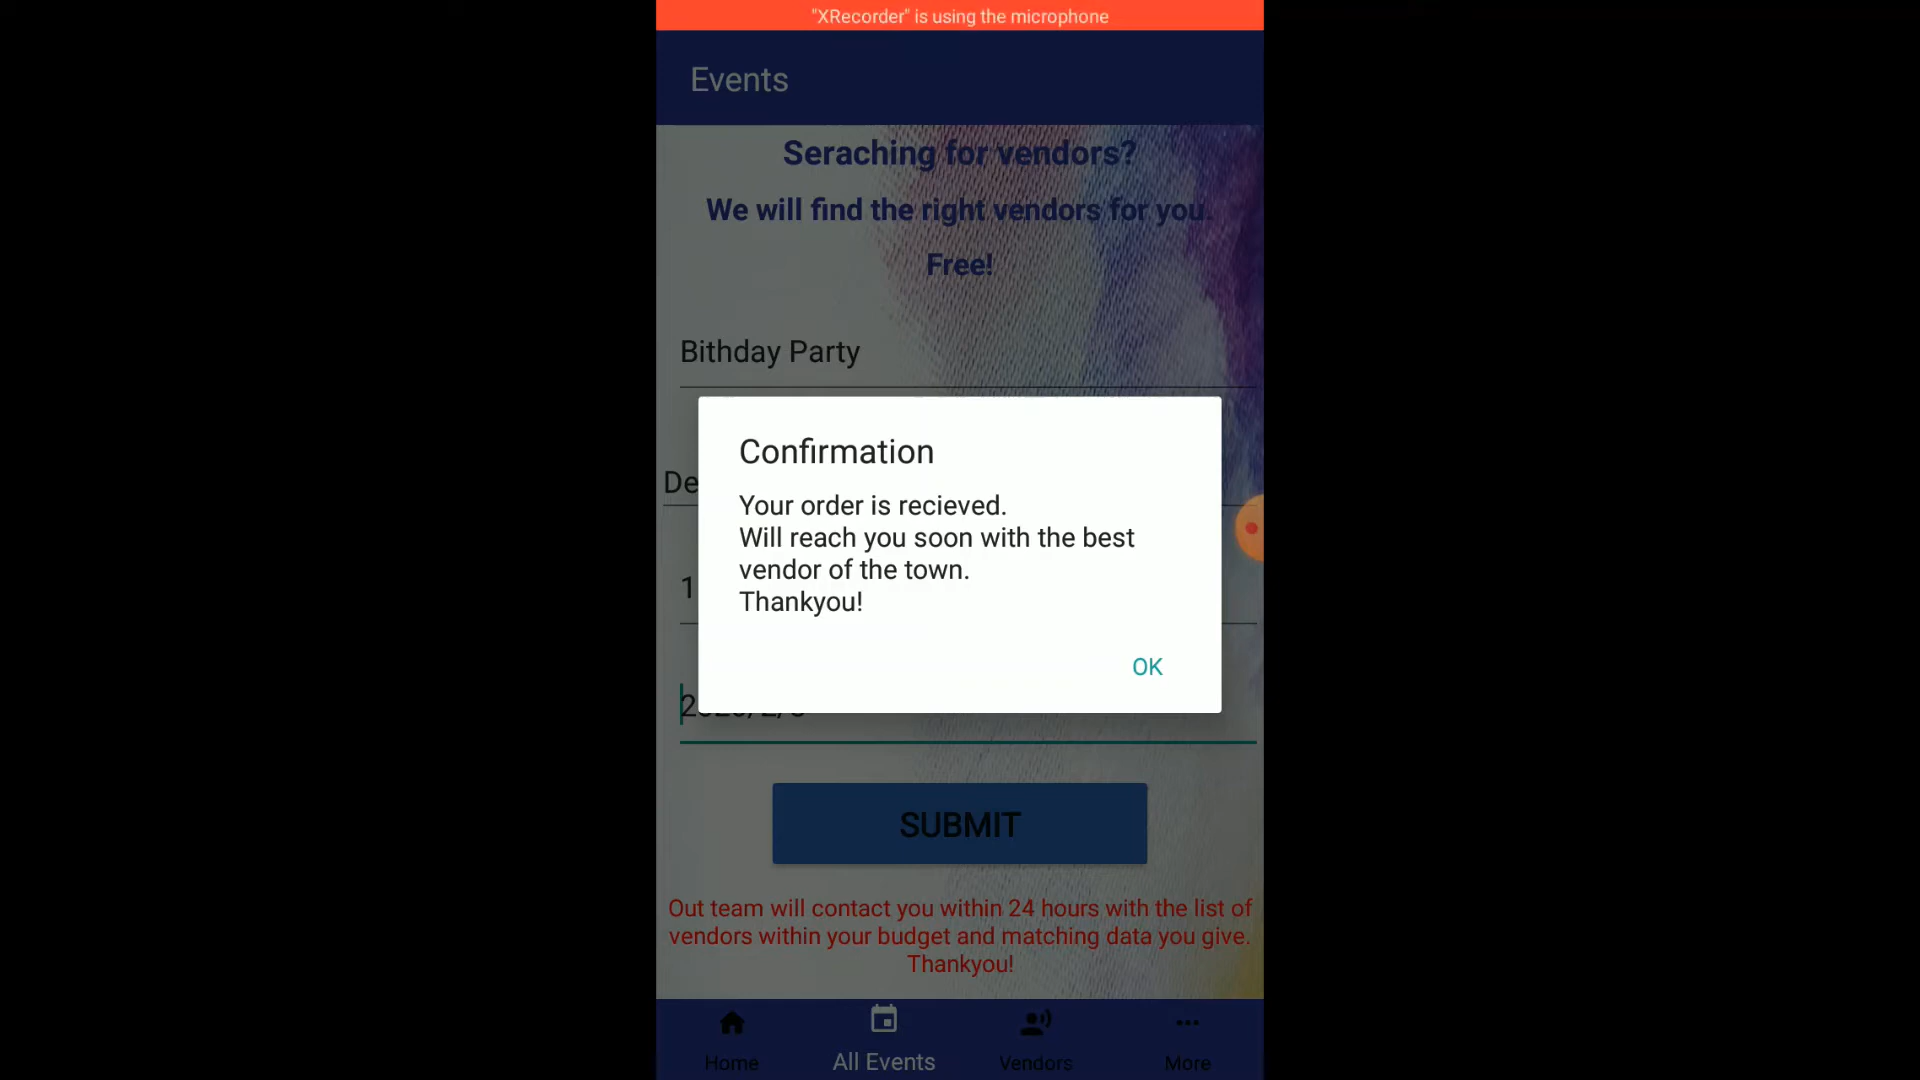 "XRecorder" is using the microphone
Events
Seraching for vendors?
We will find the right vendors for you.
Free!
Bithday Party
Confirmation
Your order is recieved.
Will reach you soon with the best
vendor of the town.
Thankyou!
OK
SUBMIT
Out team will contact you within 24 hours with the list of
vendors within your budget and matching data you give.
Thankyou!
Home
All Events
Vendors
More